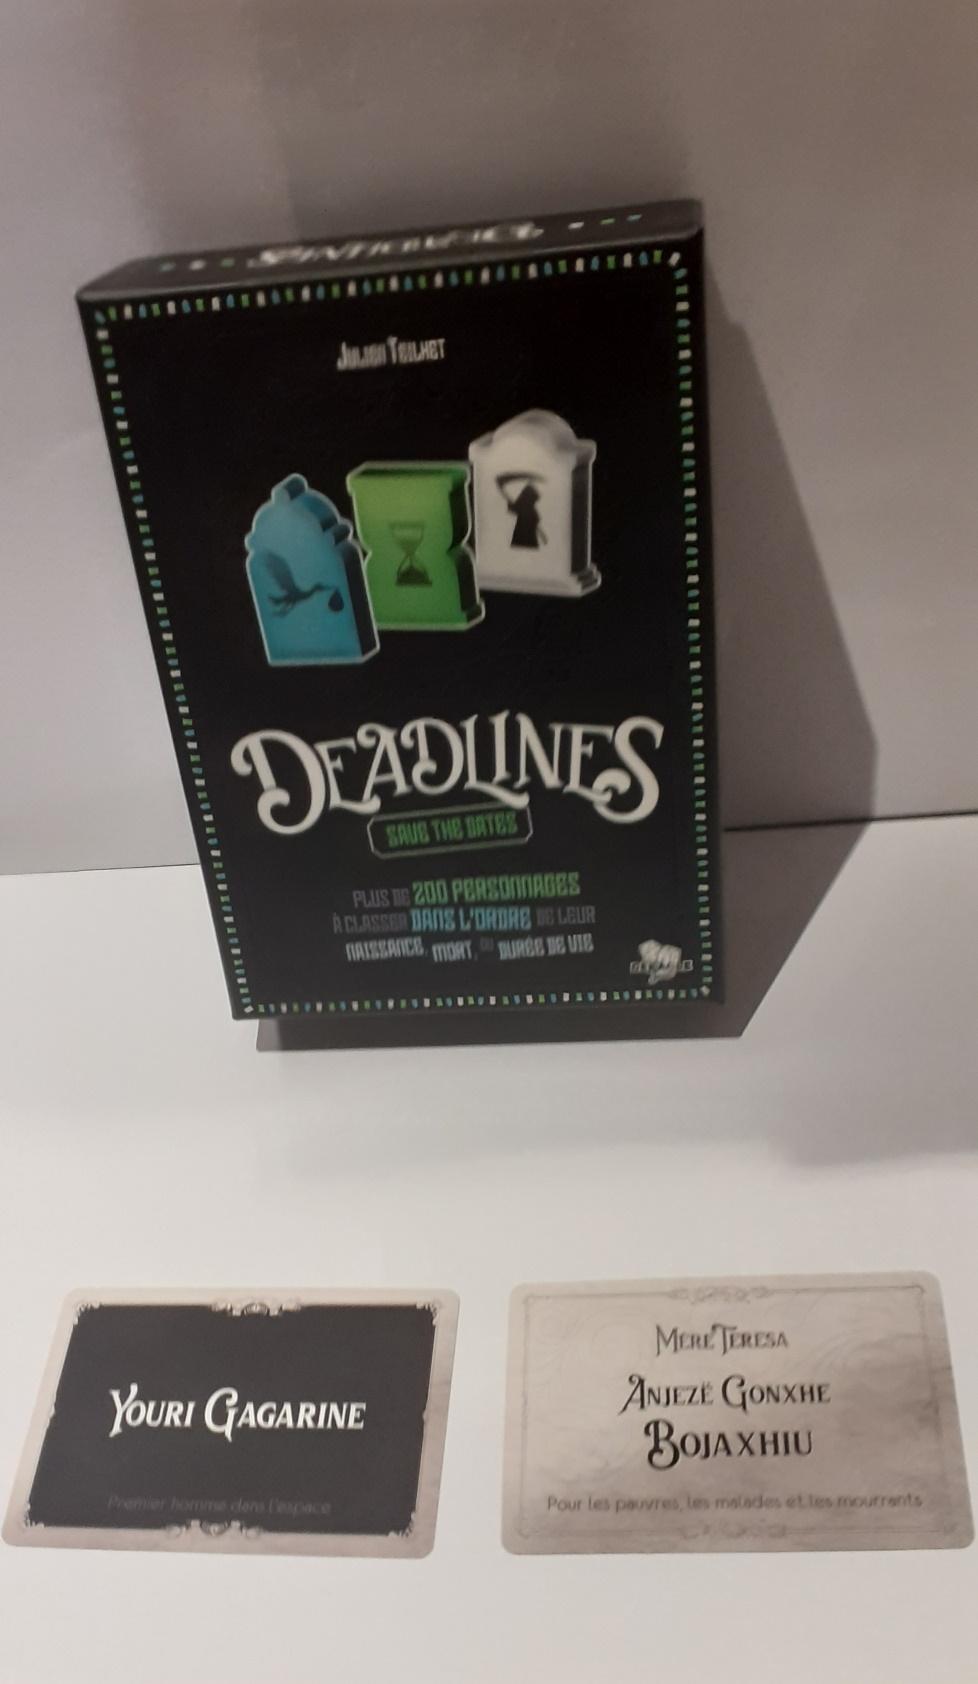 DEADLINES
JULIEN TEILHET
DEADLINES
SAVE THE DATES
PLUS DE 200 PERSONNAGES
À CLASSER DANS L'ORDRE DE LEUR
NAISSANCE, MORT, OU DURÉE DE VIE
YOURI GAGARINE
Premier homme dans l'espace
MÈRE TERESA
ANJEZË GONXHE
BOJAXHIU
Pour les pauvres, les malades et les mourrants